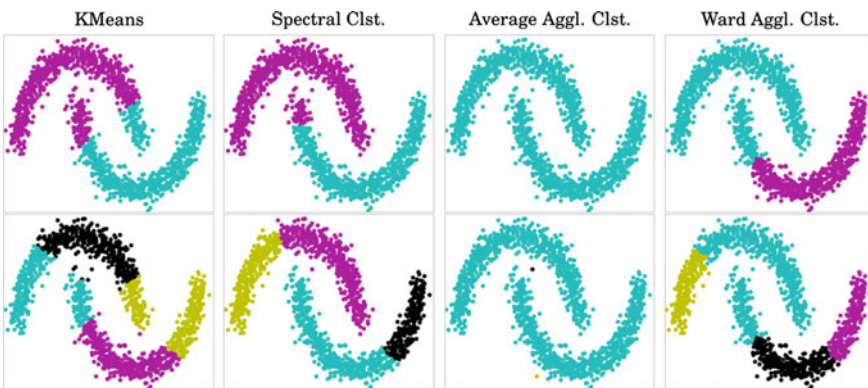 KMeans
Spectral Clst.
Average Aggl. Clst.
Ward Aggl. Clst.